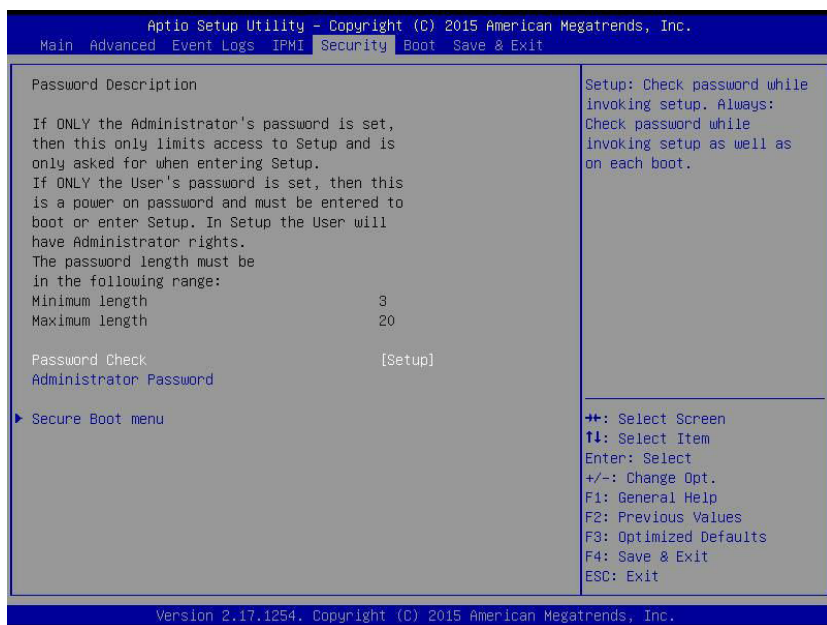 Aptio Setup Utility – Copyright (C) 2015 American Megatrends, Inc.
Main Advanced Event Logs IPMI Security Boot Save & Exit
Password Description
If ONLY the Administrator's password is set,
then this only limits access to Setup and is
only asked for when entering Setup.
If ONLY the User's password is set, then this
is a power on password and must be entered to
boot or enter Setup. In Setup the User will
have Administrator rights.
The password length must be
in the following range:
Minimum length 3
Maximum length 20
Password Check [Setup]
Administrator Password
Secure Boot menu
Setup: Check password while
invoking setup. Always:
Check password while
invoking setup as well as
on each boot.
→←: Select Screen
↑↓: Select Item
Enter: Select
+/-: Change Opt.
F1: General Help
F2: Previous Values
F3: Optimized Defaults
F4: Save & Exit
ESC: Exit
Version 2.17.1254. Copyright (C) 2015 American Megatrends, Inc.